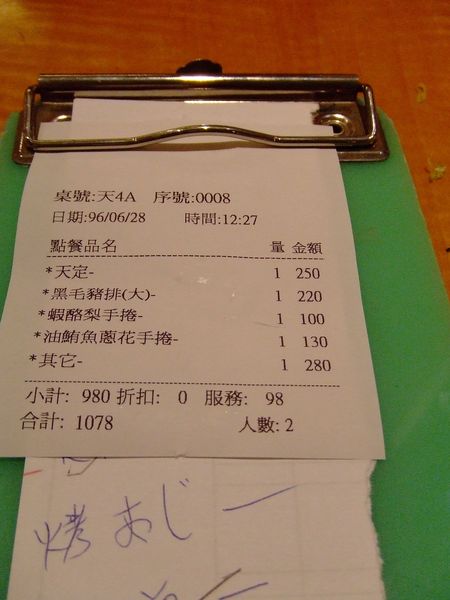 桌號:天4A 序號:0008
日期:96/06/28 時間:12:27
點餐品名 量 金額
*天定- 1 250
*黑毛豬排(大)- 1 220
*蝦酪梨手捲- 1 100
*油鮪魚蔥花手捲- 1 130
*其它- 1 280
小計: 980 折扣: 0 服務: 98
合計: 1078 人數: 2
烤あじ 一